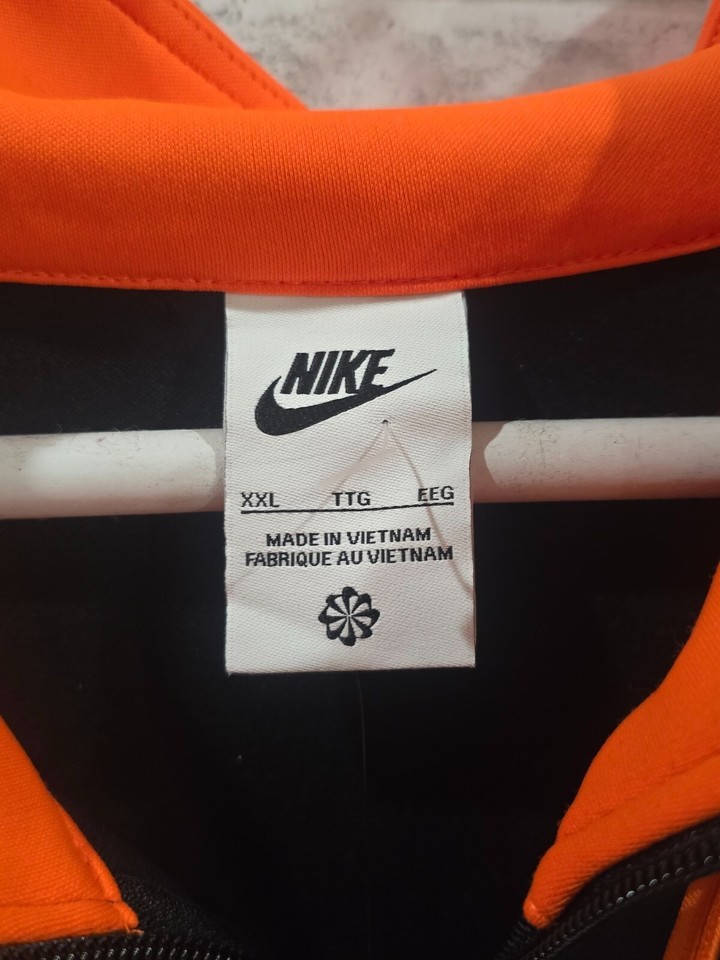 NIKE
XXL TTG EEG
MADE IN VIETNAM
FABRIQUE AU VIETNAM